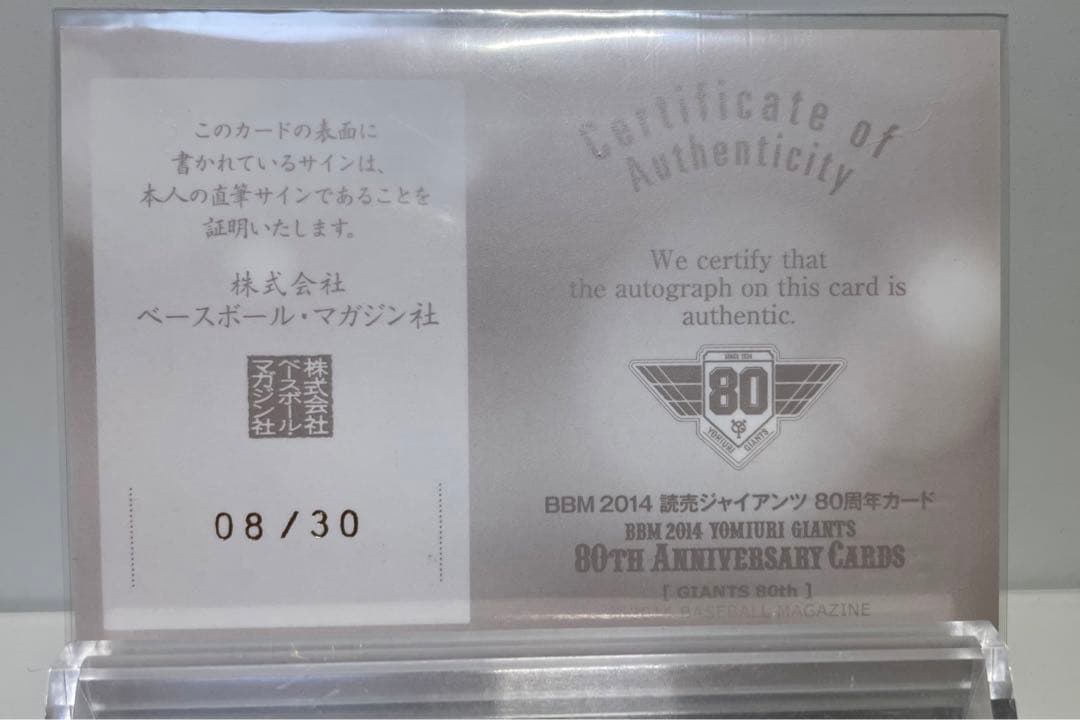 このカードの表面に
書かれているサインは、
本人の直筆サインであることを
証明いたします。
株式会社
ベースボール・マガジン社
株式会社
ベースボール・
マガジン社
08/30
Certificate of
Authenticity
We certify that
the autograph on this card is
authentic.
SINCE 1934
80
YG
YOMIURI GIANTS
BBM 2014 読売ジャイアンツ 80周年カード
BBM 2014 YOMIURI GIANTS
80TH ANNIVERSARY CARDS
[ GIANTS 80th ]
2014 BASEBALL MAGAZINE